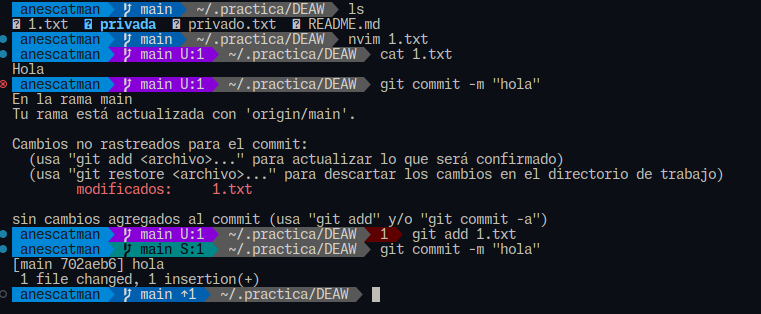 anescatman main ~/.practica/DEAW ls
1.txt privada privado.txt README.md
anescatman main ~/.practica/DEAW nvim 1.txt
anescatman main U:1 ~/.practica/DEAW cat 1.txt
Hola
anescatman main U:1 ~/.practica/DEAW git commit -m "hola"
En la rama main
Tu rama está actualizada con 'origin/main'.
Cambios no rastreados para el commit:
(usa "git add <archivo>..." para actualizar lo que será confirmado)
(usa "git restore <archivo>..." para descartar los cambios en el directorio de trabajo)
modificados: 1.txt
sin cambios agregados al commit (usa "git add" y/o "git commit -a")
anescatman main U:1 ~/.practica/DEAW 1 git add 1.txt
anescatman main S:1 ~/.practica/DEAW git commit -m "hola"
[main 702aeb6] hola
1 file changed, 1 insertion(+)
anescatman main ↑1 ~/.practica/DEAW